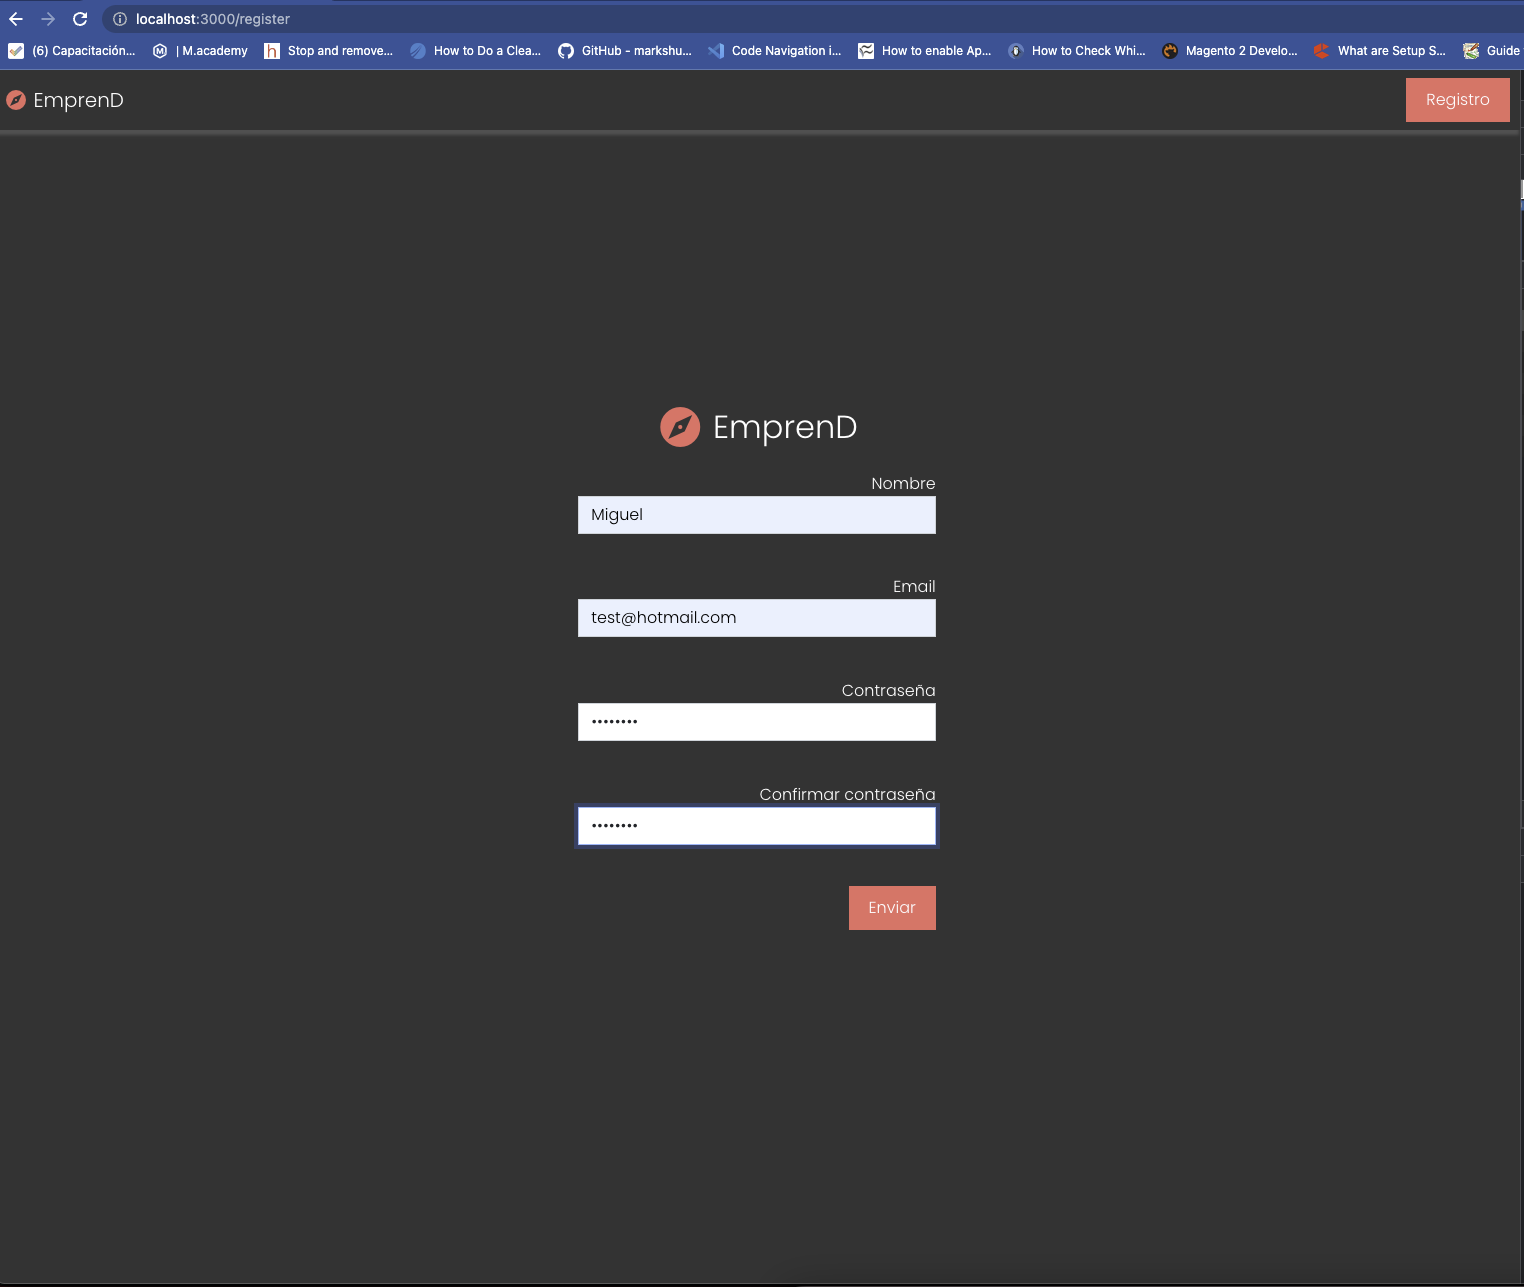 localhost:3000/register
(6) Capacitación...
| M.academy
Stop and remove...
How to Do a Clea...
GitHub - markshu...
Code Navigation i...
How to enable Ap...
How to Check Whi...
Magento 2 Develo...
What are Setup S...
Guide
EmprenD
Registro
EmprenD
Nombre
Miguel
Email
test@hotmail.com
Contraseña
••••••••
Confirmar contraseña
••••••••
Enviar